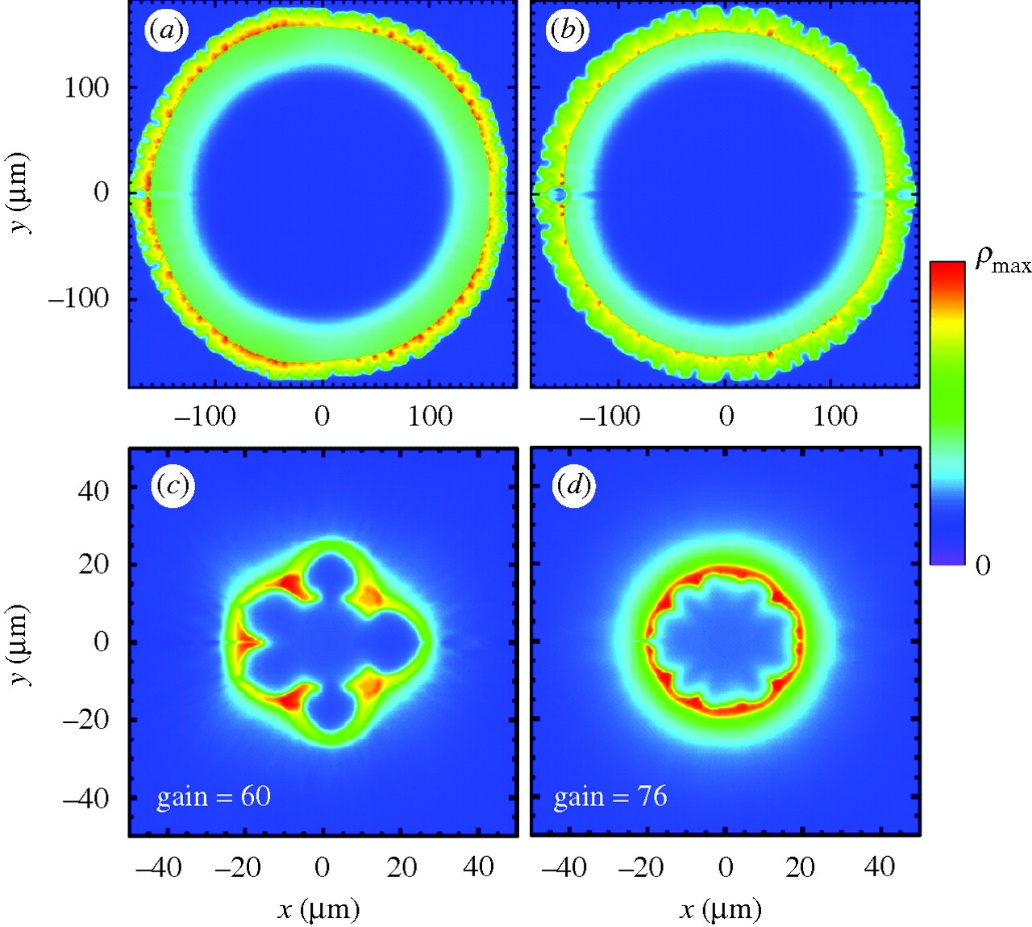 (a)
(b)
100
0
–100
y (µm)
–100 0 100
–100 0 100
ρmax
0
(c)
(d)
40
20
0
–20
–40
y (µm)
gain = 60
gain = 76
–40 –20 0 20 40
–40 –20 0 20 40
x (µm)
x (µm)